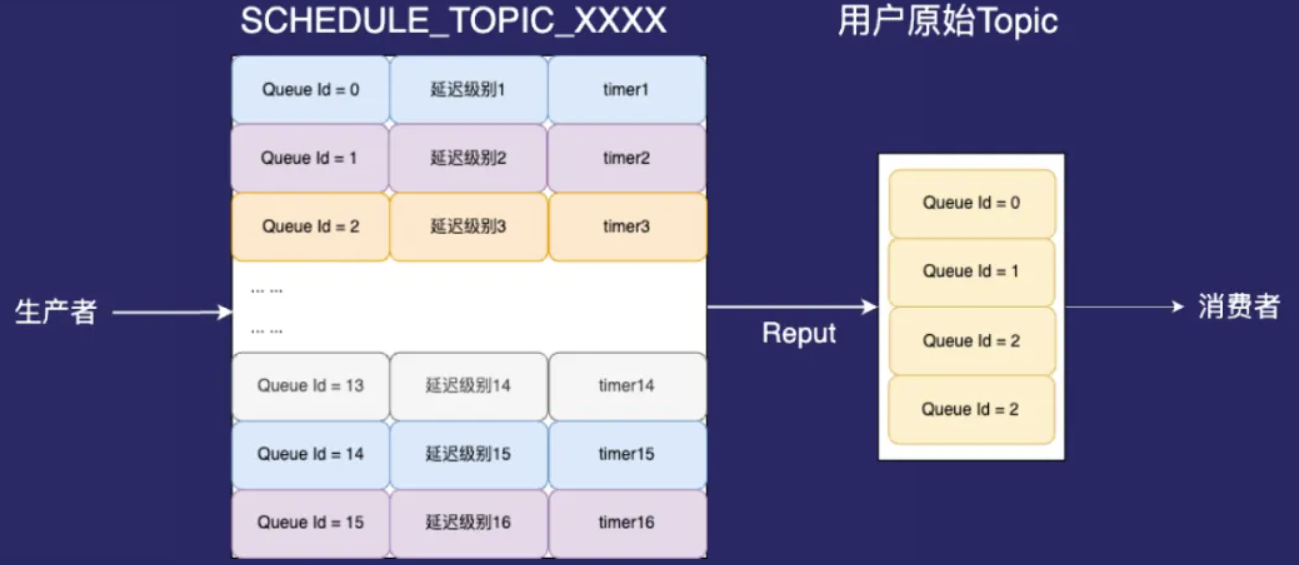 SCHEDULE_TOPIC_XXXX
用户原始Topic
Queue Id = 0 延迟级别1 timer1
Queue Id = 1 延迟级别2 timer2
Queue Id = 2 延迟级别3 timer3
... ...
... ...
Queue Id = 13 延迟级别14 timer14
Queue Id = 14 延迟级别15 timer15
Queue Id = 15 延迟级别16 timer16
生产者
Reput
Queue Id = 0
Queue Id = 1
Queue Id = 2
Queue Id = 2
消费者